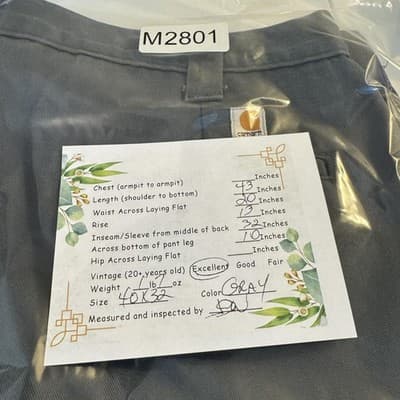 M2801
carhartt
Chest (armpit to armpit) Inches
Length (shoulder to bottom) 43 Inches
Waist Across Laying Flat 20 Inches
Rise 13 Inches
Inseam/Sleeve from middle of back 32 Inches
Across bottom of pant leg 10 Inches
Hip Across Laying Flat Inches
Vintage (20+ years old) Excellent Good Fair
Weight 1 lb 7 oz
Size 40X32 Color GRAY
Measured and inspected by